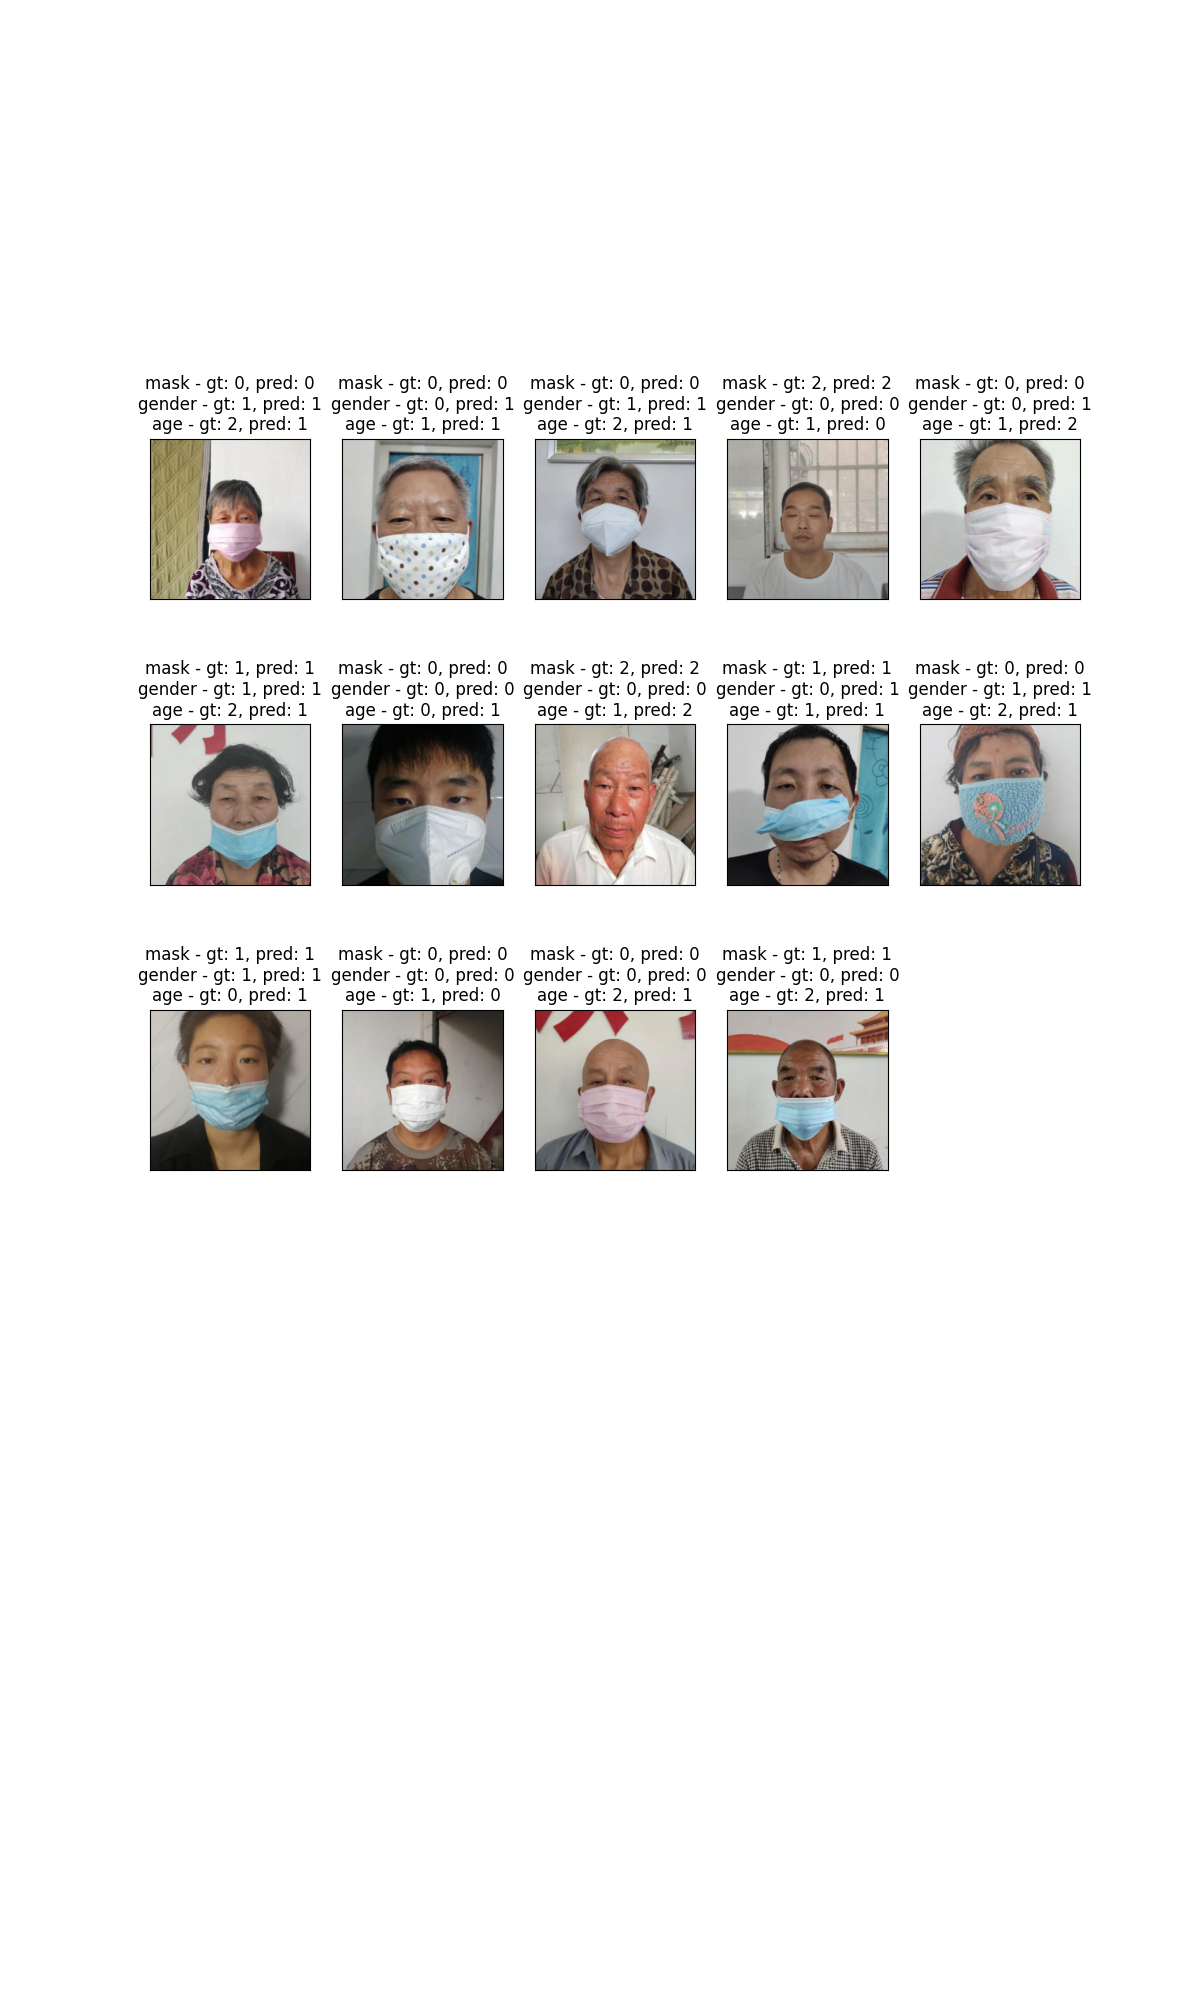 mask - gt: 0, pred: 0
gender - gt: 1, pred: 1
age - gt: 2, pred: 1
mask - gt: 0, pred: 0
gender - gt: 0, pred: 1
age - gt: 1, pred: 1
mask - gt: 0, pred: 0
gender - gt: 1, pred: 1
age - gt: 2, pred: 1
mask - gt: 2, pred: 2
gender - gt: 0, pred: 0
age - gt: 1, pred: 0
mask - gt: 0, pred: 0
gender - gt: 0, pred: 1
age - gt: 1, pred: 2
mask - gt: 1, pred: 1
gender - gt: 1, pred: 1
age - gt: 2, pred: 1
mask - gt: 0, pred: 0
gender - gt: 0, pred: 0
age - gt: 0, pred: 1
mask - gt: 2, pred: 2
gender - gt: 0, pred: 0
age - gt: 1, pred: 2
mask - gt: 1, pred: 1
gender - gt: 0, pred: 1
age - gt: 1, pred: 1
mask - gt: 0, pred: 0
gender - gt: 1, pred: 1
age - gt: 2, pred: 1
mask - gt: 1, pred: 1
gender - gt: 1, pred: 1
age - gt: 0, pred: 1
mask - gt: 0, pred: 0
gender - gt: 0, pred: 0
age - gt: 1, pred: 0
mask - gt: 0, pred: 0
gender - gt: 0, pred: 0
age - gt: 2, pred: 1
mask - gt: 1, pred: 1
gender - gt: 0, pred: 0
age - gt: 2, pred: 1